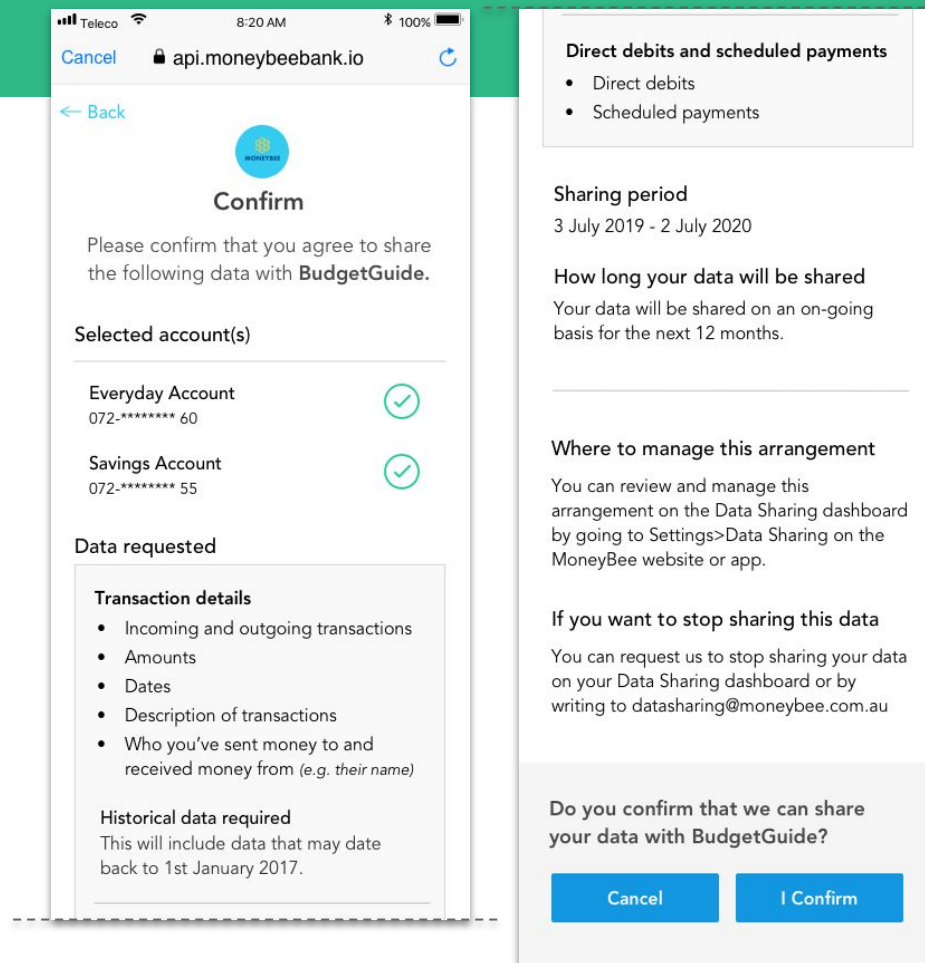 Teleco
8:20 AM
100%
Cancel
api.moneybeebank.io
← Back
MONEYBEE
Confirm
Please confirm that you agree to share
the following data with BudgetGuide.
Selected account(s)
Everyday Account
072-******** 60
Savings Account
072-******** 55
Data requested
Transaction details
• Incoming and outgoing transactions
• Amounts
• Dates
• Description of transactions
• Who you've sent money to and
received money from (e.g. their name)
Historical data required
This will include data that may date
back to 1st January 2017.
Direct debits and scheduled payments
• Direct debits
• Scheduled payments
Sharing period
3 July 2019 - 2 July 2020
How long your data will be shared
Your data will be shared on an on-going
basis for the next 12 months.
Where to manage this arrangement
You can review and manage this
arrangement on the Data Sharing dashboard
by going to Settings>Data Sharing on the
MoneyBee website or app.
If you want to stop sharing this data
You can request us to stop sharing your data
on your Data Sharing dashboard or by
writing to datasharing@moneybee.com.au
Do you confirm that we can share
your data with BudgetGuide?
Cancel
I Confirm